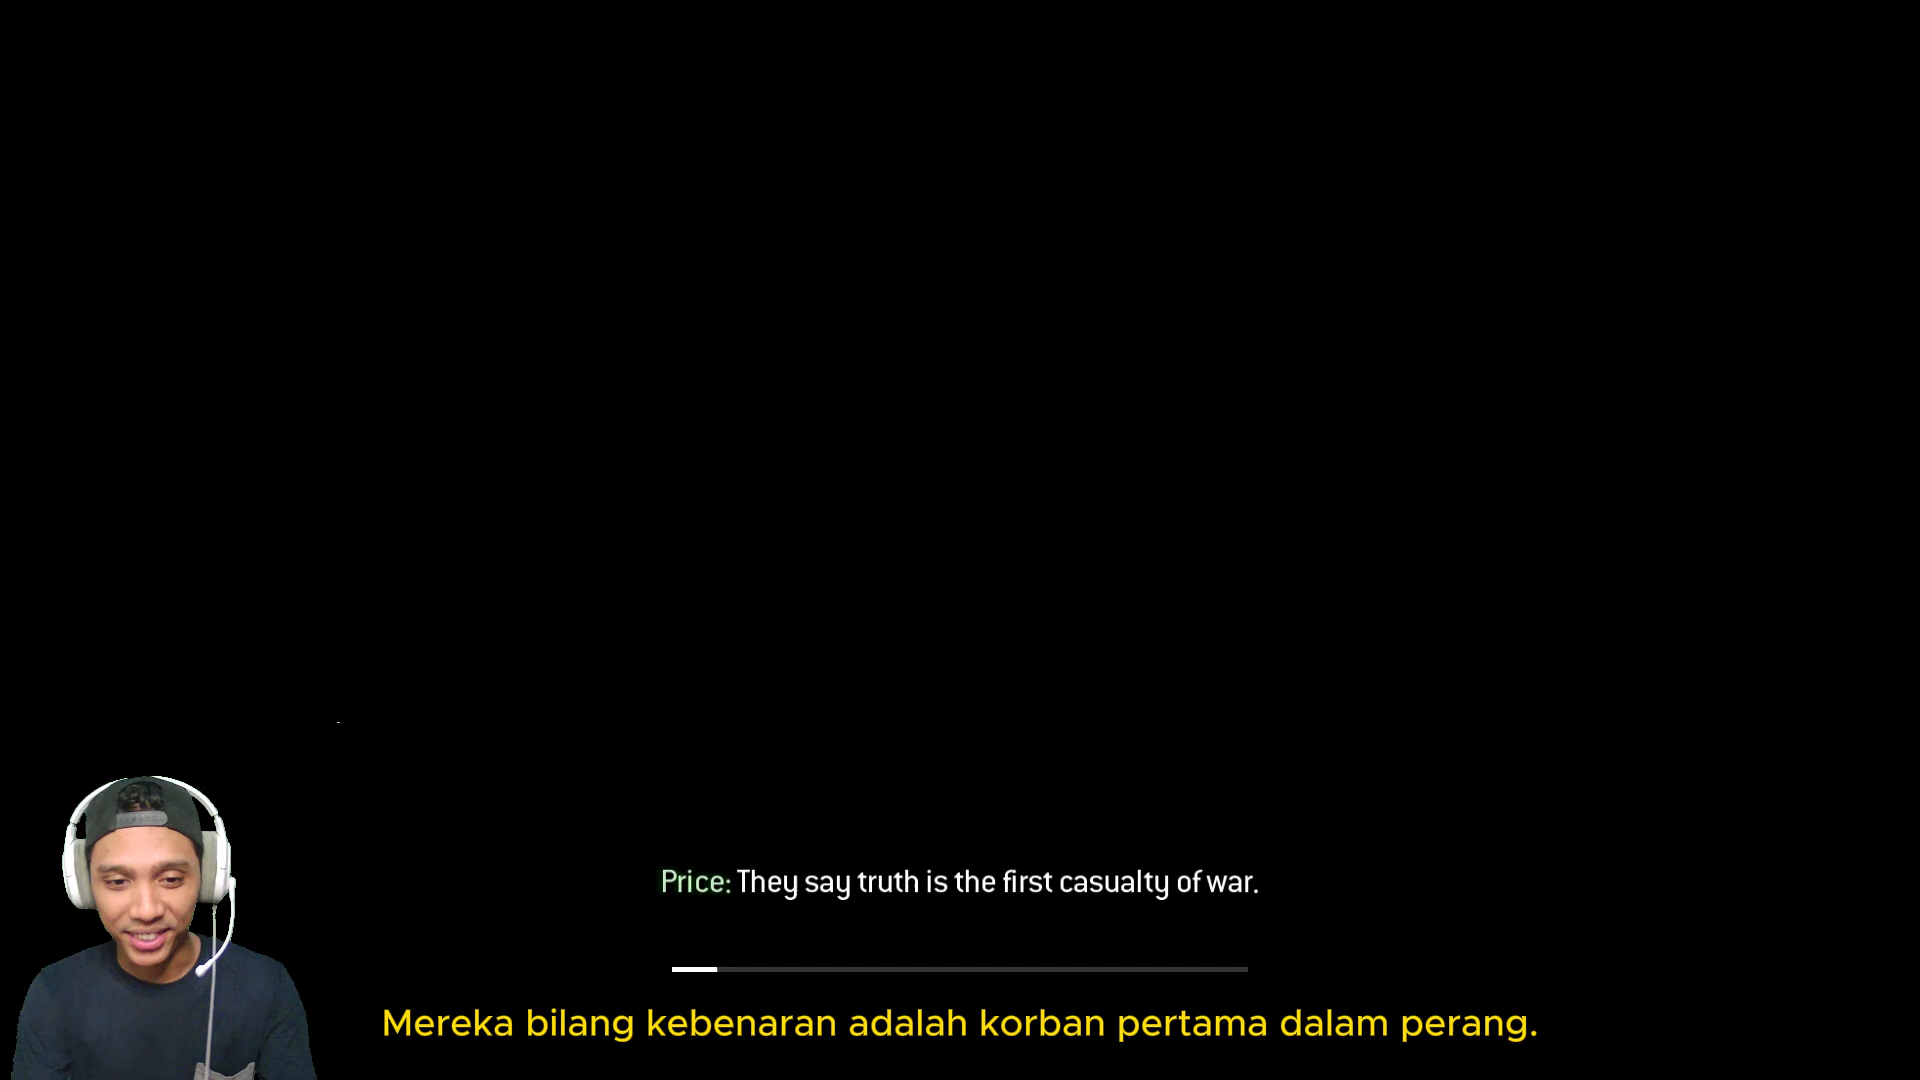 Price: They say truth is the first casualty of war.
Mereka bilang kebenaran adalah korban pertama dalam perang.